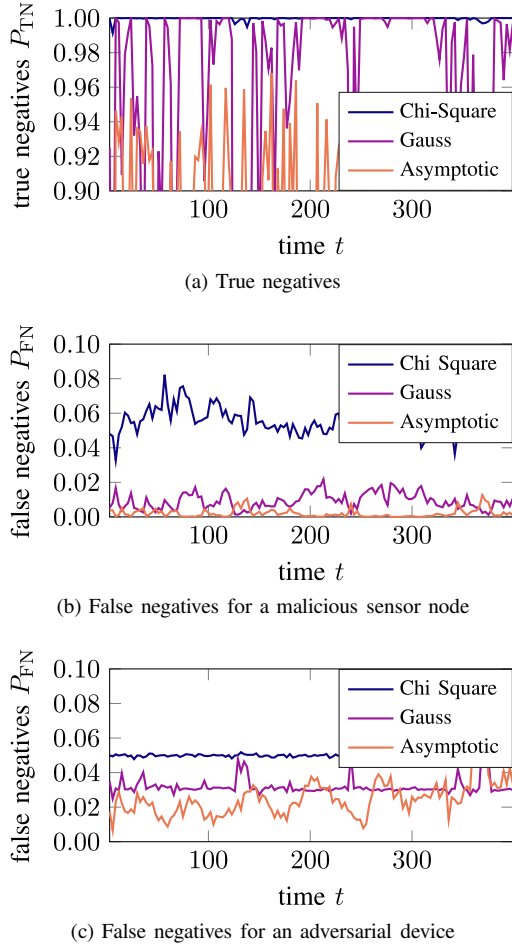 1.00
0.98
0.96
0.94
0.92
0.90
true negatives P_TN
Chi-Square
Gauss
Asymptotic
100
200
300
time t
(a) True negatives
0.10
0.08
0.06
0.04
0.02
0.00
false negatives P_FN
Chi Square
Gauss
Asymptotic
100
200
300
time t
(b) False negatives for a malicious sensor node
0.10
0.08
0.06
0.04
0.02
0.00
false negatives P_FN
Chi Square
Gauss
Asymptotic
100
200
300
time t
(c) False negatives for an adversarial device